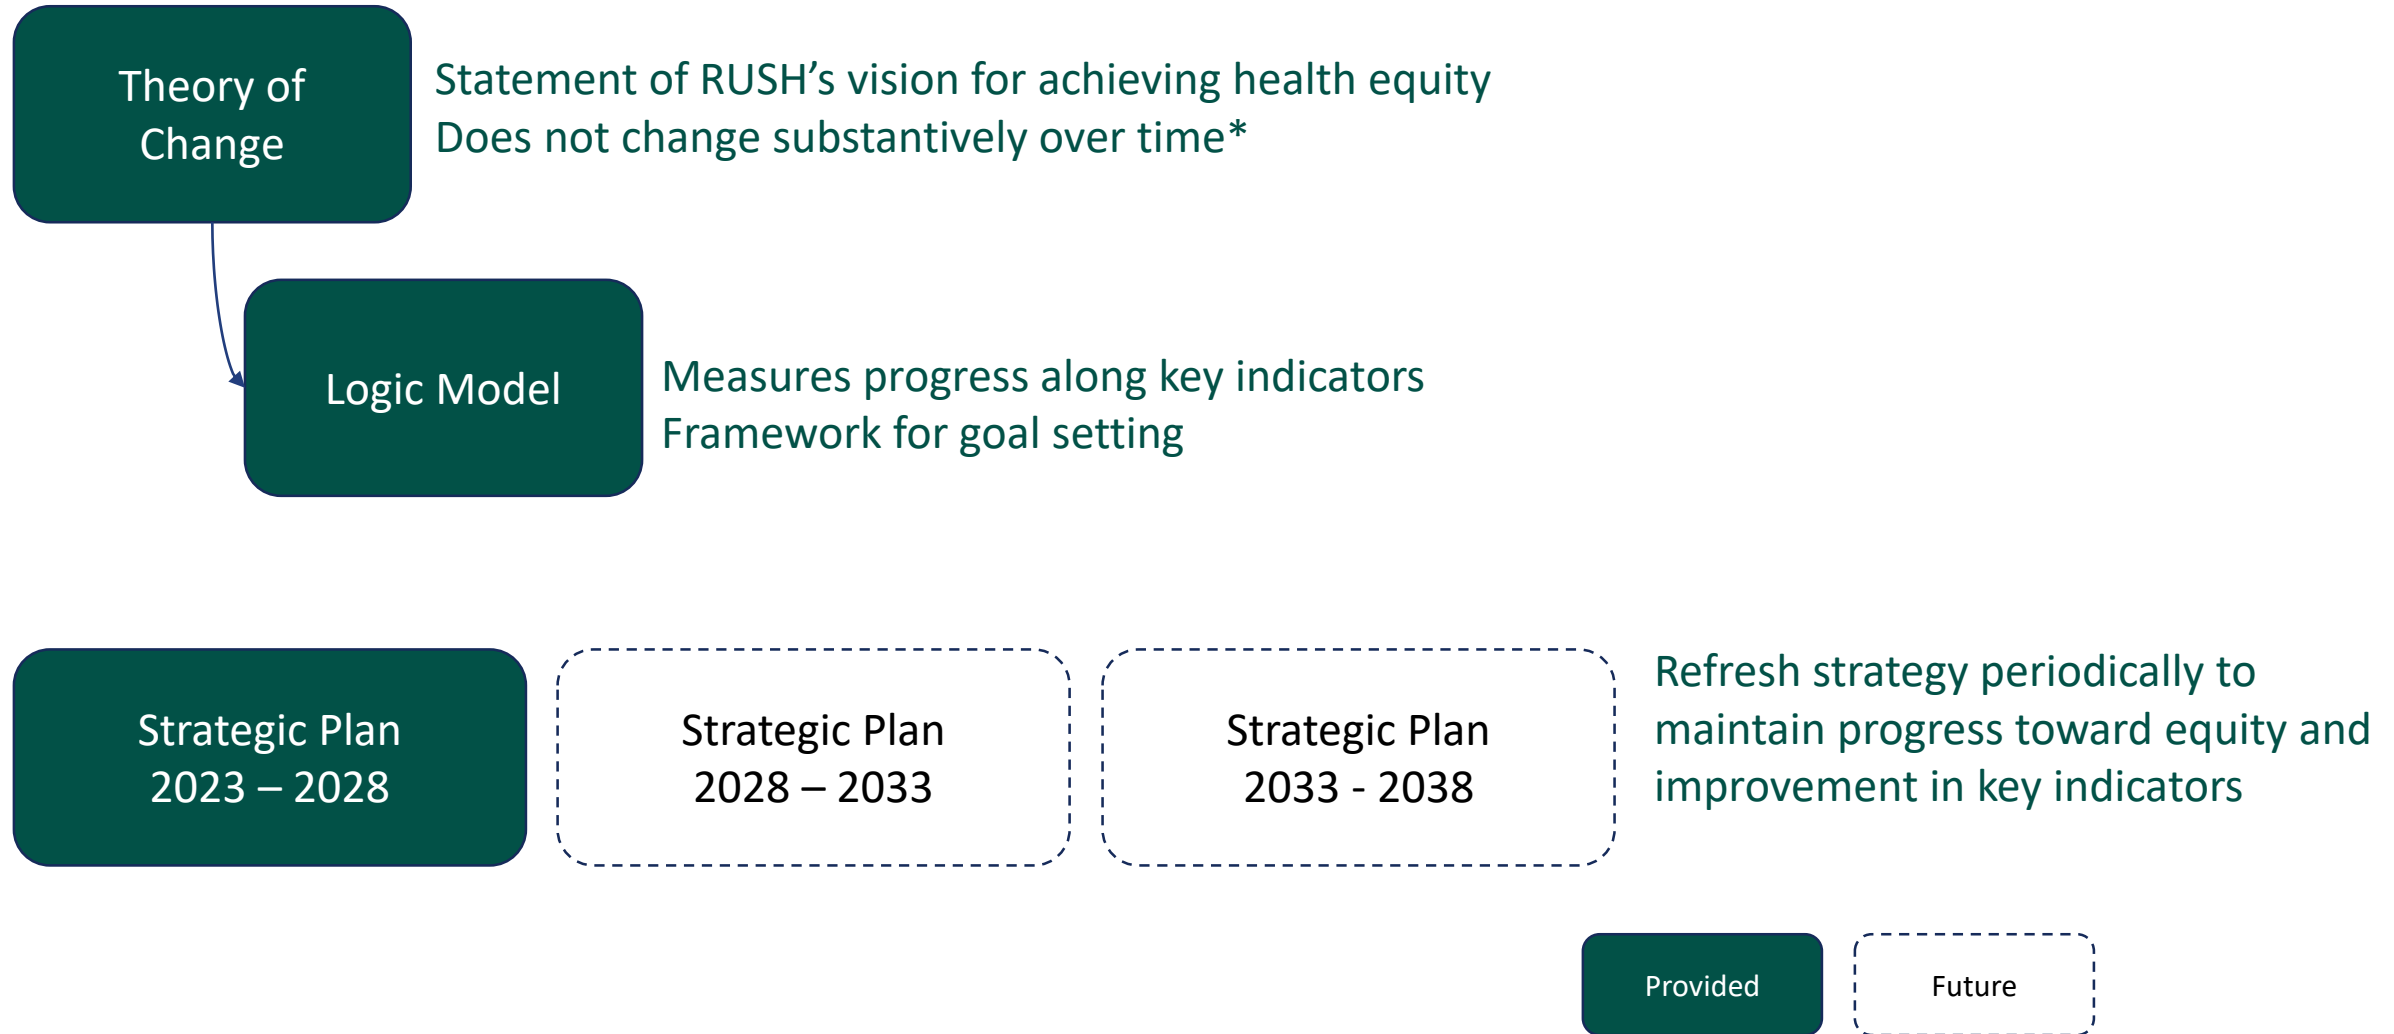 Theory of
Change
Statement of RUSH’s vision for achieving health equity
Does not change substantively over time*
Logic Model
Measures progress along key indicators
Framework for goal setting
Strategic Plan
2023 – 2028
Strategic Plan
2028 – 2033
Strategic Plan
2033 - 2038
Refresh strategy periodically to
maintain progress toward equity and
improvement in key indicators
Provided
Future